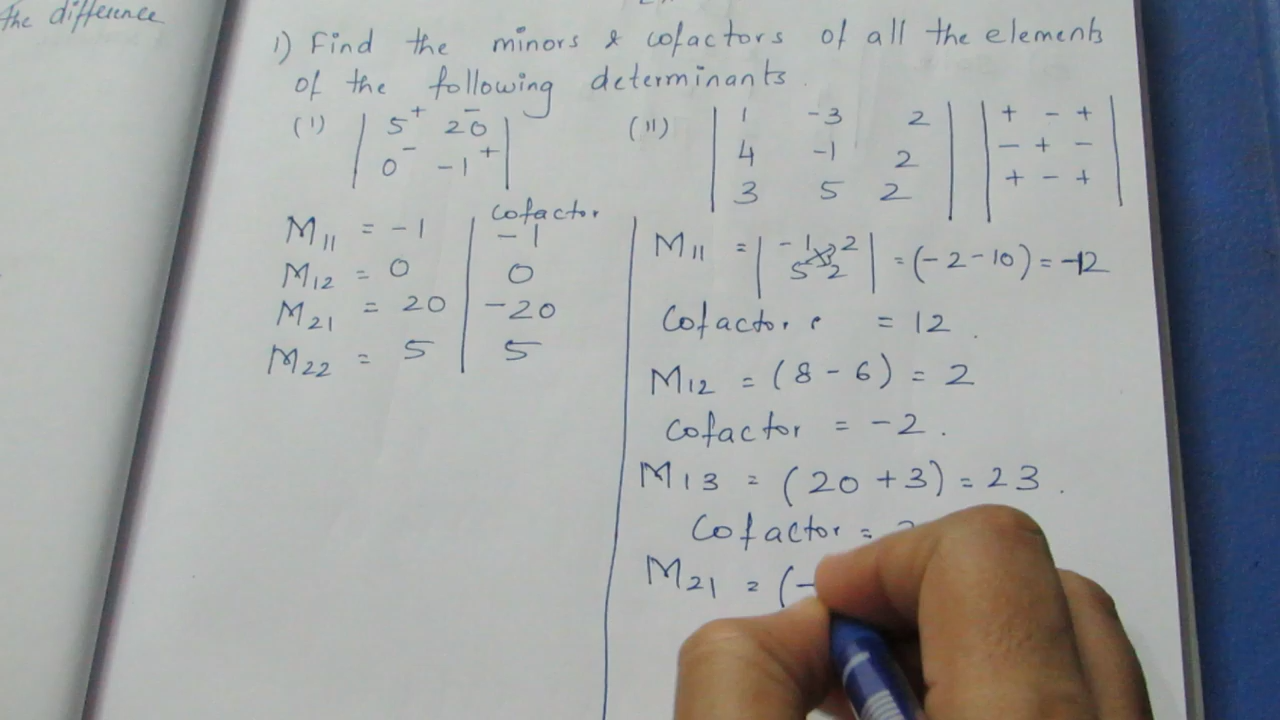 the difference
1) Find the minors & cofactors of all the elements
of the following determinants.
(i) | 5+ 20- |
| 0- -1+ |
(ii) | 1 -3 2 | | + - + |
| 4 -1 2 | | - + - |
| 3 5 2 | | + - + |
Cofactor
M11 = -1 | -1
M12 = 0 | 0
M21 = 20 | -20
M22 = 5 | 5
M11 = | -1 2 | = (-2-10) = -12
| 5 2 |
Cofactor = 12.
M12 = (8-6) = 2
Cofactor = -2.
M13 = (20+3) = 23.
Cofactor =
M21 = (-